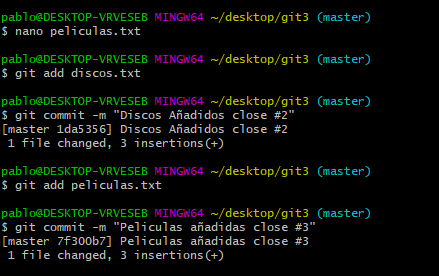 pablo@DESKTOP-VRVESEB MINGW64 ~/desktop/git3 (master)
$ nano peliculas.txt
pablo@DESKTOP-VRVESEB MINGW64 ~/desktop/git3 (master)
$ git add discos.txt
pablo@DESKTOP-VRVESEB MINGW64 ~/desktop/git3 (master)
$ git commit -m "Discos Añadidos close #2"
[master 1da5356] Discos Añadidos close #2
1 file changed, 3 insertions(+)
pablo@DESKTOP-VRVESEB MINGW64 ~/desktop/git3 (master)
$ git add peliculas.txt
pablo@DESKTOP-VRVESEB MINGW64 ~/desktop/git3 (master)
$ git commit -m "Peliculas añadidas close #3"
[master 7f300b7] Peliculas añadidas close #3
1 file changed, 3 insertions(+)